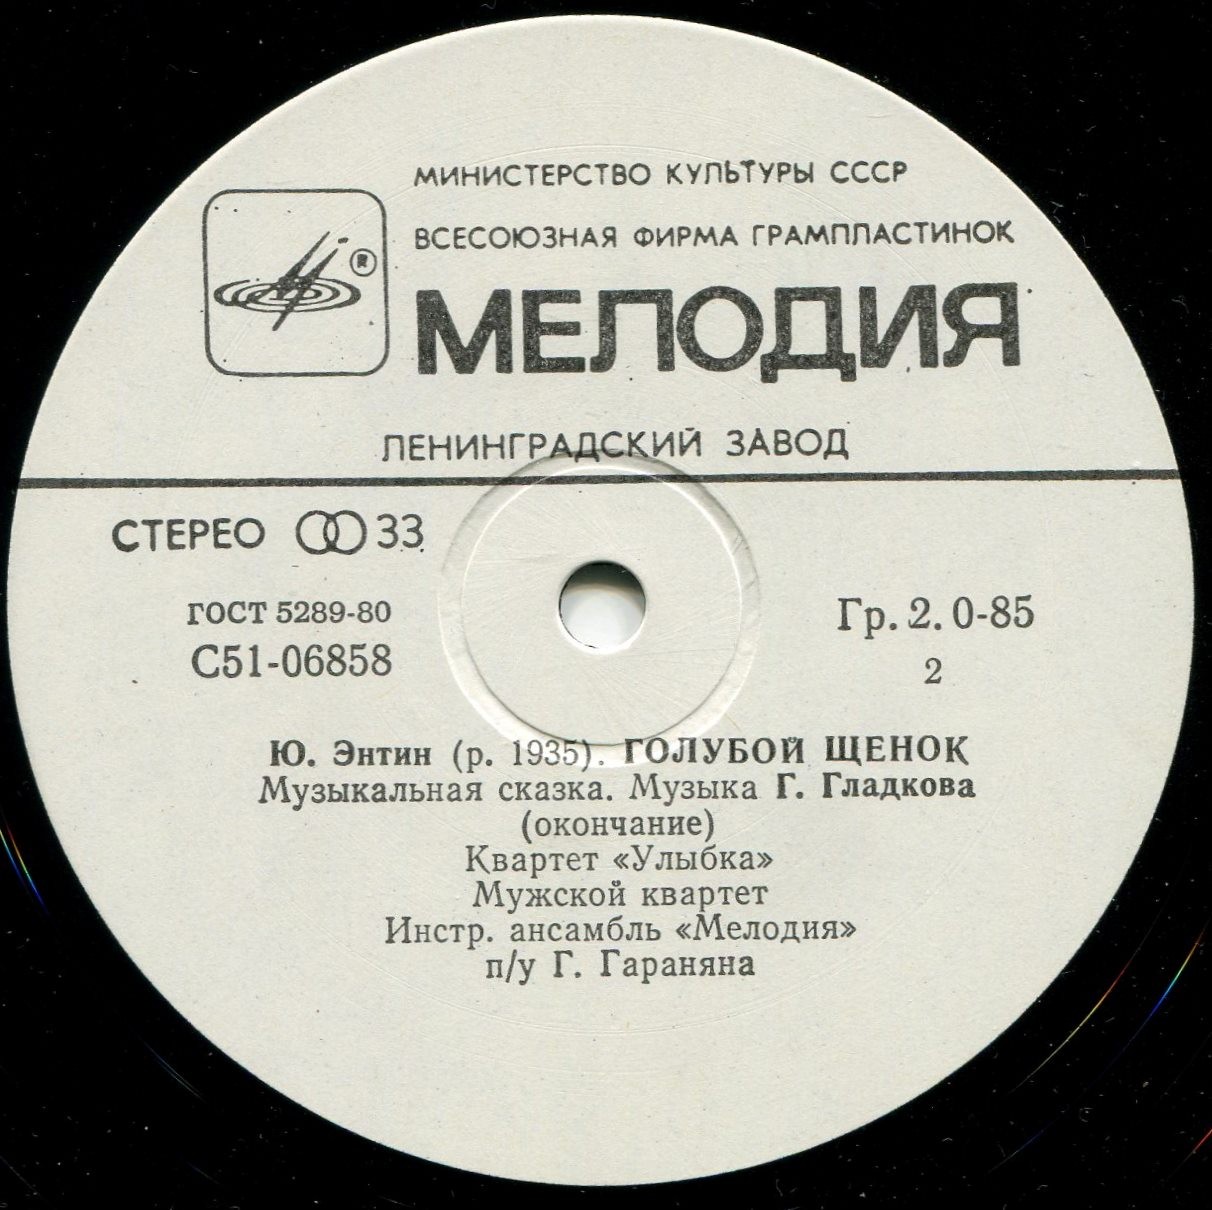 МИНИСТЕРСТВО КУЛЬТУРЫ СССР
ВСЕСОЮЗНАЯ ФИРМА ГРАМПЛАСТИНОК
®
МЕЛОДИЯ
ЛЕНИНГРАДСКИЙ ЗАВОД
СТЕРЕО 33
ГОСТ 5289-80
С51-06858
Гр. 2. 0-85
2
Ю. Энтин (р. 1935). ГОЛУБОЙ ЩЕНОК
Музыкальная сказка. Музыка Г. Гладкова
(окончание)
Квартет «Улыбка»
Мужской квартет
Инстр. ансамбль «Мелодия»
п/у Г. Гараняна